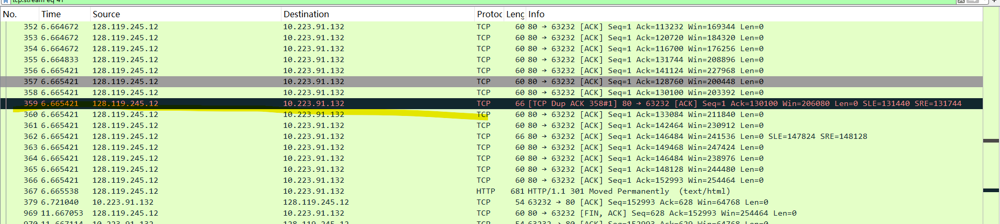 tcp.stream eq 41
No. Time Source Destination Protoc Leng Info
352 6.664672 128.119.245.12 10.223.91.132 TCP 60 80 → 63232 [ACK] Seq=1 Ack=113232 Win=169344 Len=0
353 6.664672 128.119.245.12 10.223.91.132 TCP 60 80 → 63232 [ACK] Seq=1 Ack=120720 Win=184320 Len=0
354 6.664672 128.119.245.12 10.223.91.132 TCP 60 80 → 63232 [ACK] Seq=1 Ack=116700 Win=176256 Len=0
355 6.664833 128.119.245.12 10.223.91.132 TCP 60 80 → 63232 [ACK] Seq=1 Ack=131744 Win=208896 Len=0
356 6.665421 128.119.245.12 10.223.91.132 TCP 60 80 → 63232 [ACK] Seq=1 Ack=141124 Win=227968 Len=0
357 6.665421 128.119.245.12 10.223.91.132 TCP 60 80 → 63232 [ACK] Seq=1 Ack=128760 Win=200448 Len=0
358 6.665421 128.119.245.12 10.223.91.132 TCP 60 80 → 63232 [ACK] Seq=1 Ack=130100 Win=203392 Len=0
359 6.665421 128.119.245.12 10.223.91.132 TCP 66 [TCP Dup ACK 358#1] 80 → 63232 [ACK] Seq=1 Ack=130100 Win=206080 Len=0 SLE=131440 SRE=131744
360 6.665421 128.119.245.12 10.223.91.132 TCP 60 80 → 63232 [ACK] Seq=1 Ack=133084 Win=211840 Len=0
361 6.665421 128.119.245.12 10.223.91.132 TCP 60 80 → 63232 [ACK] Seq=1 Ack=142464 Win=230912 Len=0
362 6.665421 128.119.245.12 10.223.91.132 TCP 66 80 → 63232 [ACK] Seq=1 Ack=146484 Win=241536 Len=0 SLE=147824 SRE=148128
363 6.665421 128.119.245.12 10.223.91.132 TCP 60 80 → 63232 [ACK] Seq=1 Ack=149468 Win=247424 Len=0
364 6.665421 128.119.245.12 10.223.91.132 TCP 60 80 → 63232 [ACK] Seq=1 Ack=146484 Win=238976 Len=0
365 6.665421 128.119.245.12 10.223.91.132 TCP 60 80 → 63232 [ACK] Seq=1 Ack=148128 Win=244480 Len=0
366 6.665421 128.119.245.12 10.223.91.132 TCP 60 80 → 63232 [ACK] Seq=1 Ack=152993 Win=254464 Len=0
367 6.665538 128.119.245.12 10.223.91.132 HTTP 681 HTTP/1.1 301 Moved Permanently (text/html)
379 6.721040 10.223.91.132 128.119.245.12 TCP 54 63232 → 80 [ACK] Seq=152993 Ack=628 Win=64768 Len=0
969 11.667053 128.119.245.12 10.223.91.132 TCP 60 80 → 63232 [FIN, ACK] Seq=628 Ack=152993 Win=254464 Len=0
970 11.667114 10.223.91.132 128.119.245.12 TCP 54 63232 → 80 [ACK] Seq=152993 Ack=629 Win=64768 Len=0